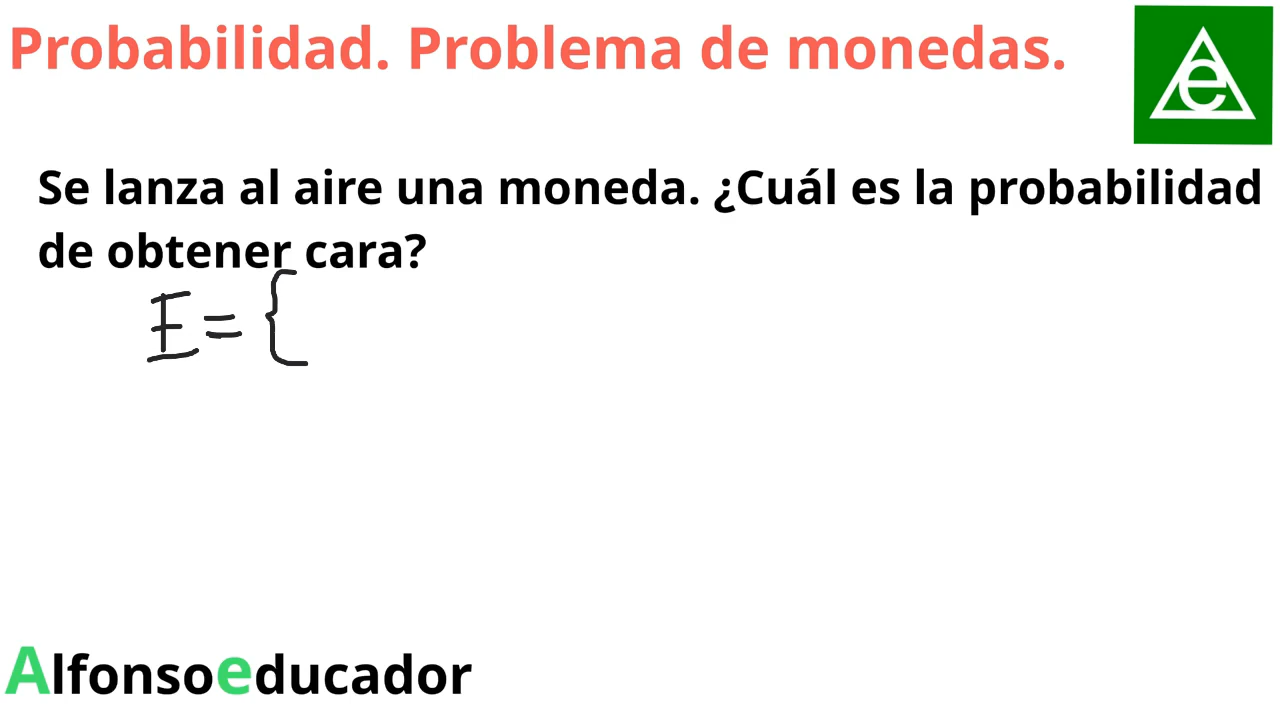 Probabilidad. Problema de monedas.
e
Se lanza al aire una moneda. ¿Cuál es la probabilidad
de obtener cara?
E = {
Alfonsoeducador